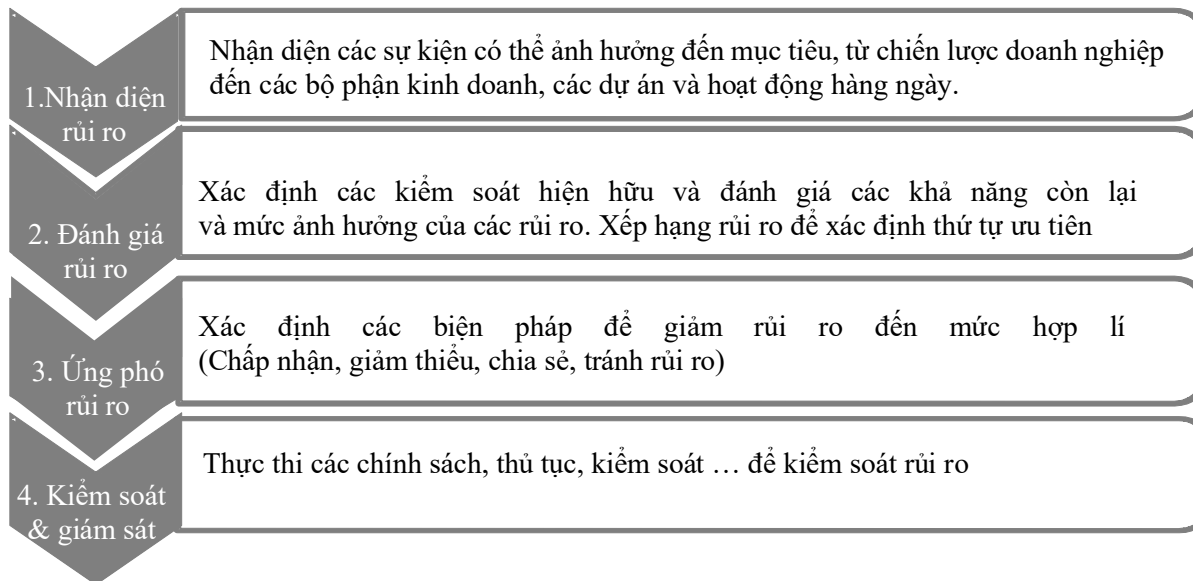 1.Nhận diện
rủi ro
Nhận diện các sự kiện có thể ảnh hưởng đến mục tiêu, từ chiến lược doanh nghiệp
đến các bộ phận kinh doanh, các dự án và hoạt động hàng ngày.
2. Đánh giá
rủi ro
Xác định các kiểm soát hiện hữu và đánh giá các khả năng còn lại
và mức ảnh hưởng của các rủi ro. Xếp hạng rủi ro để xác định thứ tự ưu tiên
3. Ứng phó
rủi ro
Xác định các biện pháp để giảm rủi ro đến mức hợp lí
(Chấp nhận, giảm thiểu, chia sẻ, tránh rủi ro)
4. Kiểm soát
& giám sát
Thực thi các chính sách, thủ tục, kiểm soát … để kiểm soát rủi ro